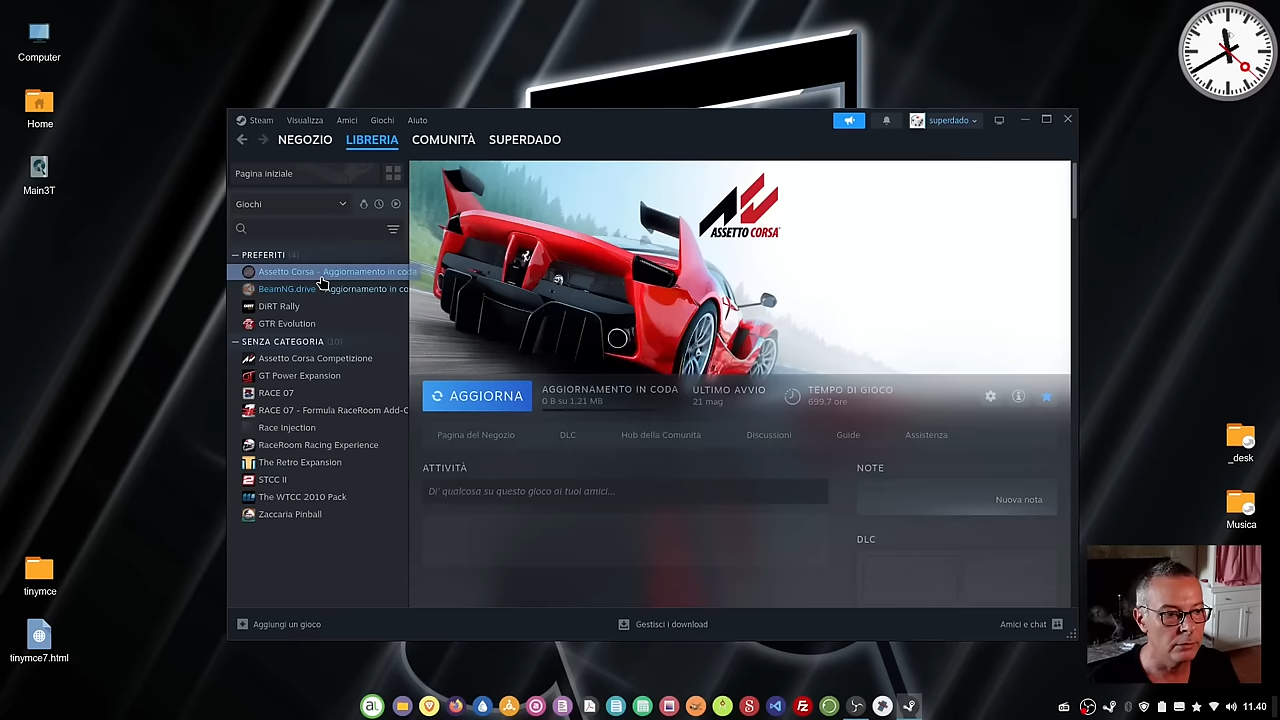 Computer
Home
Main3T
tinymce
tinymce7.html
Steam Visualizza Amici Giochi Aiuto
superdado
NEGOZIO LIBRERIA COMUNITÀ SUPERDADO
Pagina iniziale
Giochi
PREFERITI (4)
Assetto Corsa - Aggiornamento in coda
BeamNG.drive Aggiornamento in co
DiRT Rally
GTR Evolution
SENZA CATEGORIA (10)
Assetto Corsa Competizione
GT Power Expansion
RACE 07
RACE 07 - Formula RaceRoom Add-O
Race Injection
RaceRoom Racing Experience
The Retro Expansion
STCC II
The WTCC 2010 Pack
Zaccaria Pinball
ASSETTO CORSA
AGGIORNA
AGGIORNAMENTO IN CODA
0 B su 1,21 MB
ULTIMO AVVIO
21 mag
TEMPO DI GIOCO
699.7 ore
Pagina del Negozio DLC Hub della Comunità Discussioni Guide Assistenza
ATTIVITÀ
Di' qualcosa su questo gioco ai tuoi amici...
NOTE
Nuova nota
DLC
Aggiungi un gioco
Gestisci i download
Amici e chat
_desk
Musica
11.40